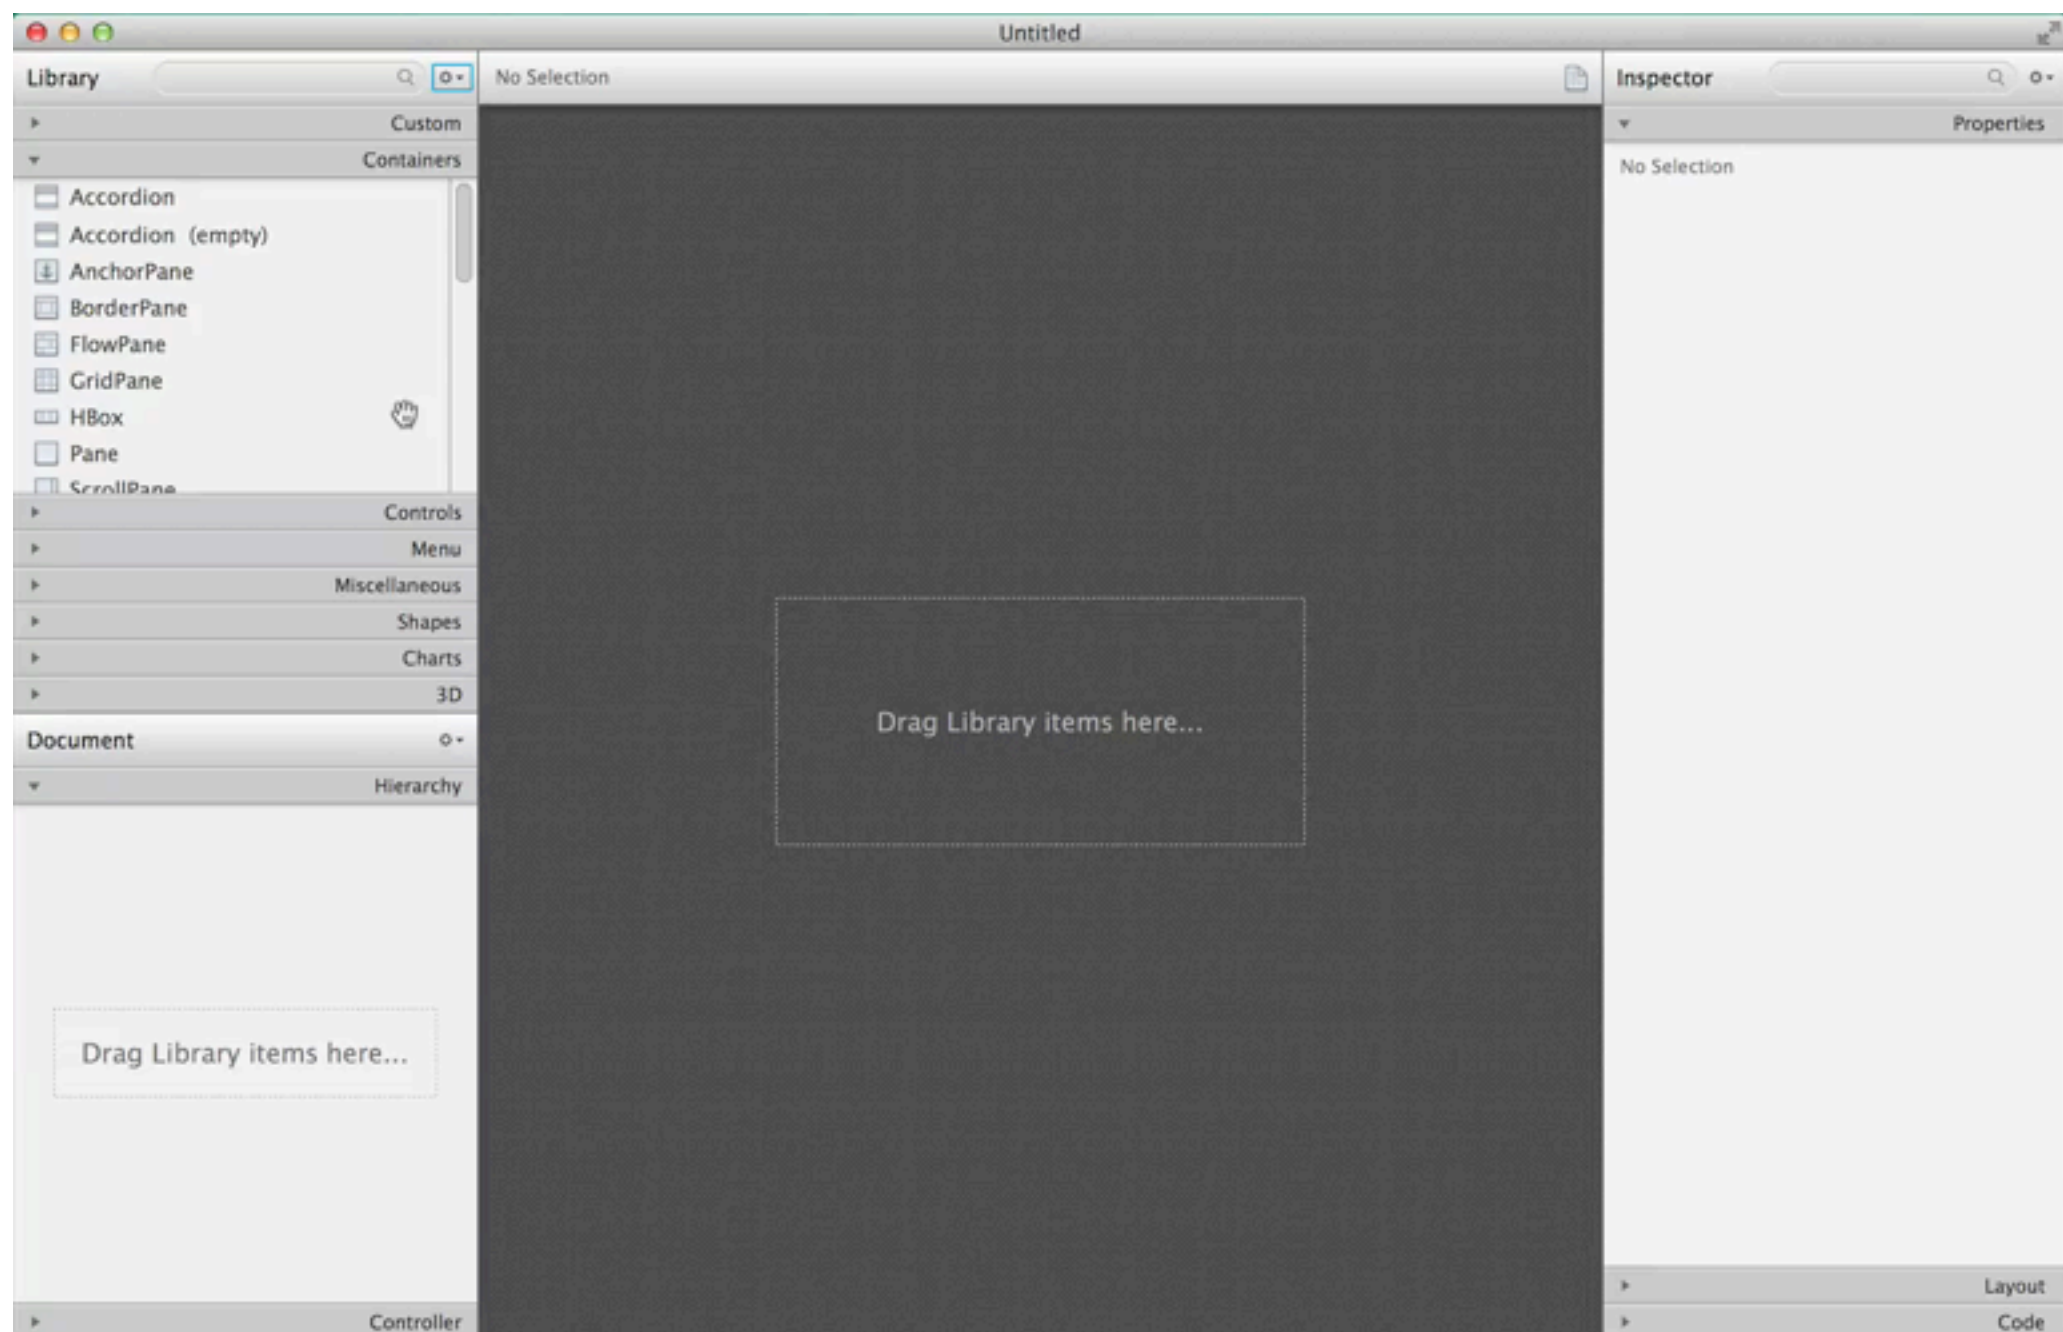 Untitled
Library
No Selection
Inspector
Custom
Containers
Accordion
Accordion (empty)
AnchorPane
BorderPane
FlowPane
GridPane
HBox
Pane
ScrollPane
Controls
Menu
Miscellaneous
Shapes
Charts
3D
Document
Hierarchy
Drag Library items here...
Controller
Drag Library items here...
Properties
No Selection
Layout
Code